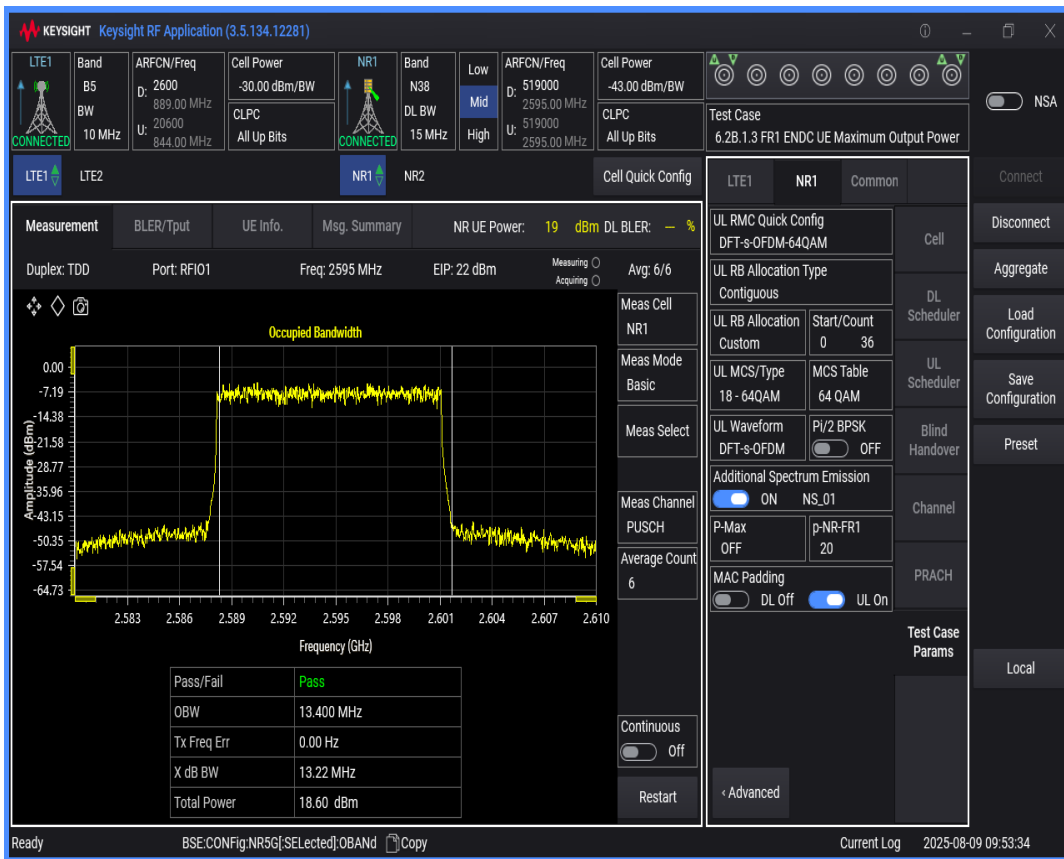 KEYSIGHT Keysight RF Application (3.5.134.12281)
LTE1
CONNECTED
Band
B5
BW
10 MHz
ARFCN/Freq
D: 2600
889.00 MHz
U: 20600
844.00 MHz
Cell Power
-30.00 dBm/BW
CLPC
All Up Bits
NR1
CONNECTED
Band
N38
DL BW
15 MHz
Low
Mid
High
ARFCN/Freq
D: 519000
2595.00 MHz
U: 519000
2595.00 MHz
Cell Power
-43.00 dBm/BW
CLPC
All Up Bits
Test Case
6.2B.1.3 FR1 ENDC UE Maximum Output Power
NSA
LTE1 LTE2 NR1 NR2 Cell Quick Config
Measurement BLER/Tput UE Info. Msg. Summary NR UE Power: 19 dBm DL BLER: -- %
Duplex: TDD Port: RFIO1 Freq: 2595 MHz EIP: 22 dBm Measuring Acquiring Avg: 6/6
Occupied Bandwidth
Amplitude (dBm)
0.00
-7.19
-14.38
-21.58
-28.77
-35.96
-43.15
-50.35
-57.54
-64.73
2.583 2.586 2.589 2.592 2.595 2.598 2.601 2.604 2.607 2.610
Frequency (GHz)
Pass/Fail Pass
OBW 13.400 MHz
Tx Freq Err 0.00 Hz
X dB BW 13.22 MHz
Total Power 18.60 dBm
Meas Cell
NR1
Meas Mode
Basic
Meas Select
Meas Channel
PUSCH
Average Count
6
Continuous
Off
Restart
LTE1 NR1 Common
UL RMC Quick Config
DFT-s-OFDM-64QAM
UL RB Allocation Type
Contiguous
UL RB Allocation
Custom
Start/Count
0 36
UL MCS/Type
18 - 64QAM
MCS Table
64 QAM
UL Waveform
DFT-s-OFDM
Pi/2 BPSK
OFF
Additional Spectrum Emission
ON NS_01
P-Max
OFF
p-NR-FR1
20
MAC Padding
DL Off UL On
‹ Advanced
Cell
DL
Scheduler
UL
Scheduler
Blind
Handover
Channel
PRACH
Test Case
Params
Connect
Disconnect
Aggregate
Load
Configuration
Save
Configuration
Preset
Local
Ready BSE:CONFig:NR5G[:SELected]:OBANd Copy Current Log 2025-08-09 09:53:34